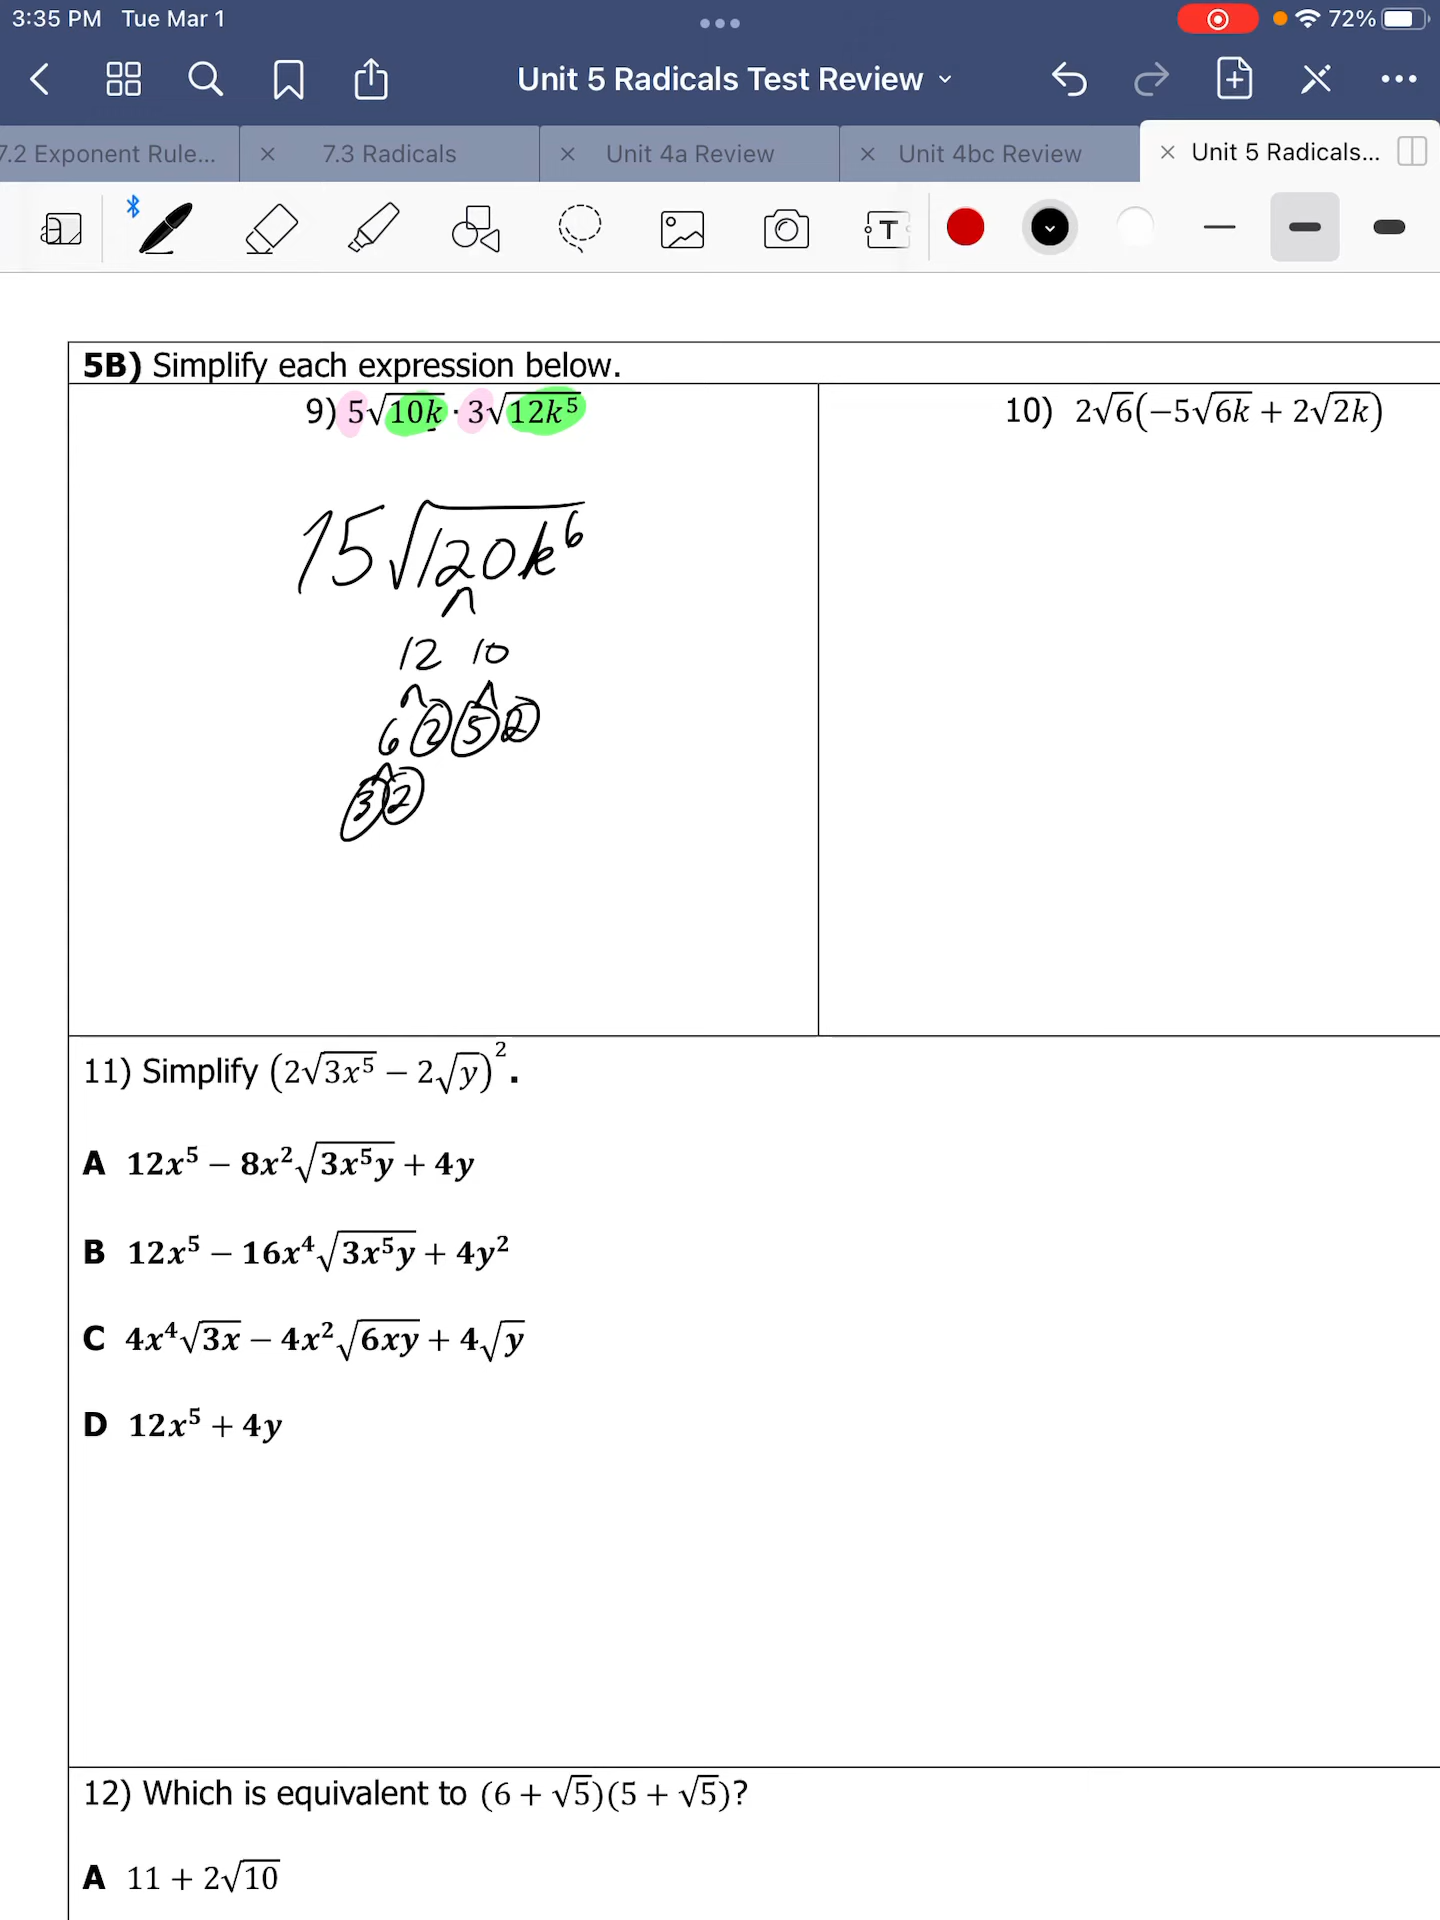 3:35 PM Tue Mar 1
72%
Unit 5 Radicals Test Review
7.2 Exponent Rule...
7.3 Radicals
Unit 4a Review
Unit 4bc Review
Unit 5 Radicals...
a
T
5B) Simplify each expression below.
9) 5√(10k) · 3√(12k⁵)
10) 2√6(−5√(6k) + 2√(2k))
15√(120k⁶)
12 10
6 2 5 2
3 2
11) Simplify (2√(3x⁵) − 2√y)².
A 12x⁵ − 8x²√(3x⁵y) + 4y
B 12x⁵ − 16x⁴√(3x⁵y) + 4y²
C 4x⁴√(3x) − 4x²√(6xy) + 4√y
D 12x⁵ + 4y
12) Which is equivalent to (6 + √5)(5 + √5)?
A 11 + 2√10